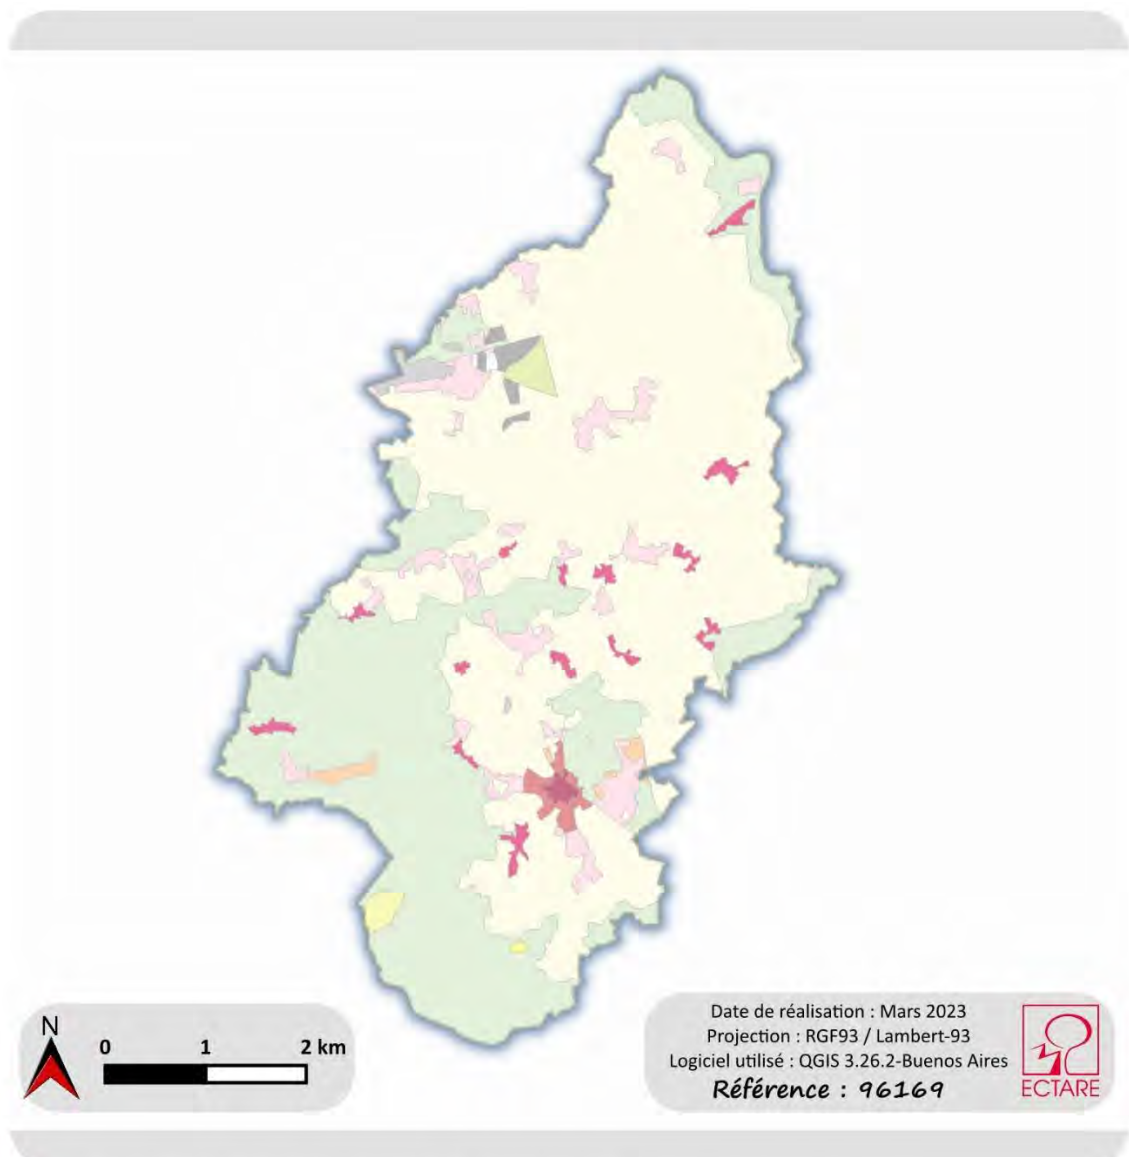 N
0 1 2 km
Date de réalisation : Mars 2023
Projection : RGF93 / Lambert-93
Logiciel utilisé : QGIS 3.26.2-Buenos Aires
Référence : 96169
ECTARE